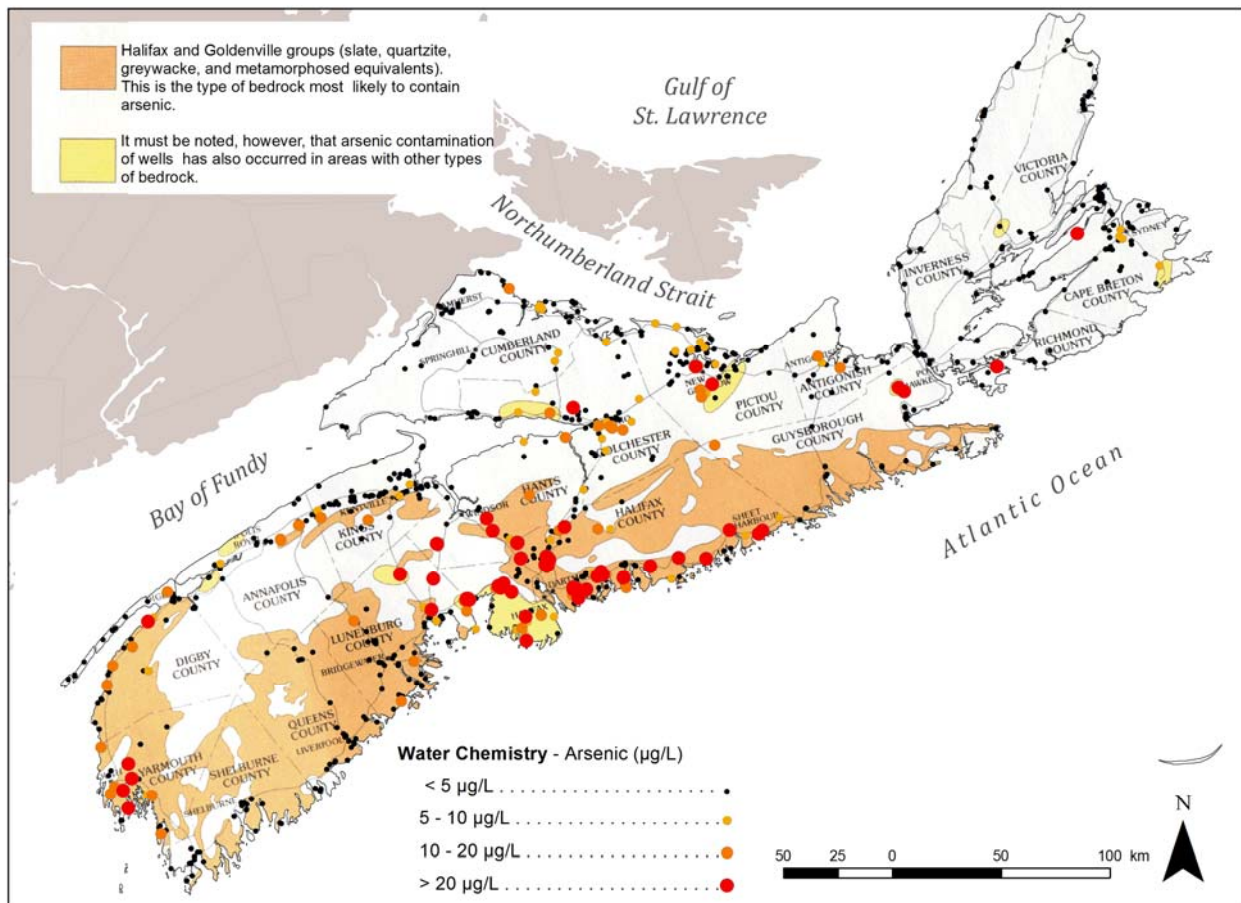 Halifax and Goldenville groups (slate, quartzite,
greywacke, and metamorphosed equivalents).
This is the type of bedrock most likely to contain
arsenic.
It must be noted, however, that arsenic contamination
of wells has also occurred in areas with other types
of bedrock.
Gulf of
St. Lawrence
Northumberland Strait
VICTORIA
COUNTY
SYDNEY
INVERNESS
COUNTY
CAPE BRETON
COUNTY
RICHMOND
COUNTY
SPRINGHILL
CUMBERLAND
COUNTY
NEW
PICTOU
COUNTY
ANTIGONISH
COUNTY
PORT
GUYSBOROUGH
COUNTY
COUNTY
Bay of Fundy
HANTS
COUNTY
HALIFAX
COUNTY
SHEET
HARBOUR
Atlantic Ocean
KINGS
COUNTY
ANNAPOLIS
COUNTY
LUNENBURG
COUNTY
BRIDGEWATER
DIGBY
COUNTY
QUEENS
COUNTY
LIVERPOOL
YARMOUTH
COUNTY
SHELBURNE
COUNTY
SHELBURNE
Water Chemistry - Arsenic (µg/L)
< 5 µg/L
5 - 10 µg/L
10 - 20 µg/L
> 20 µg/L
50 25 0 50 100 km
N